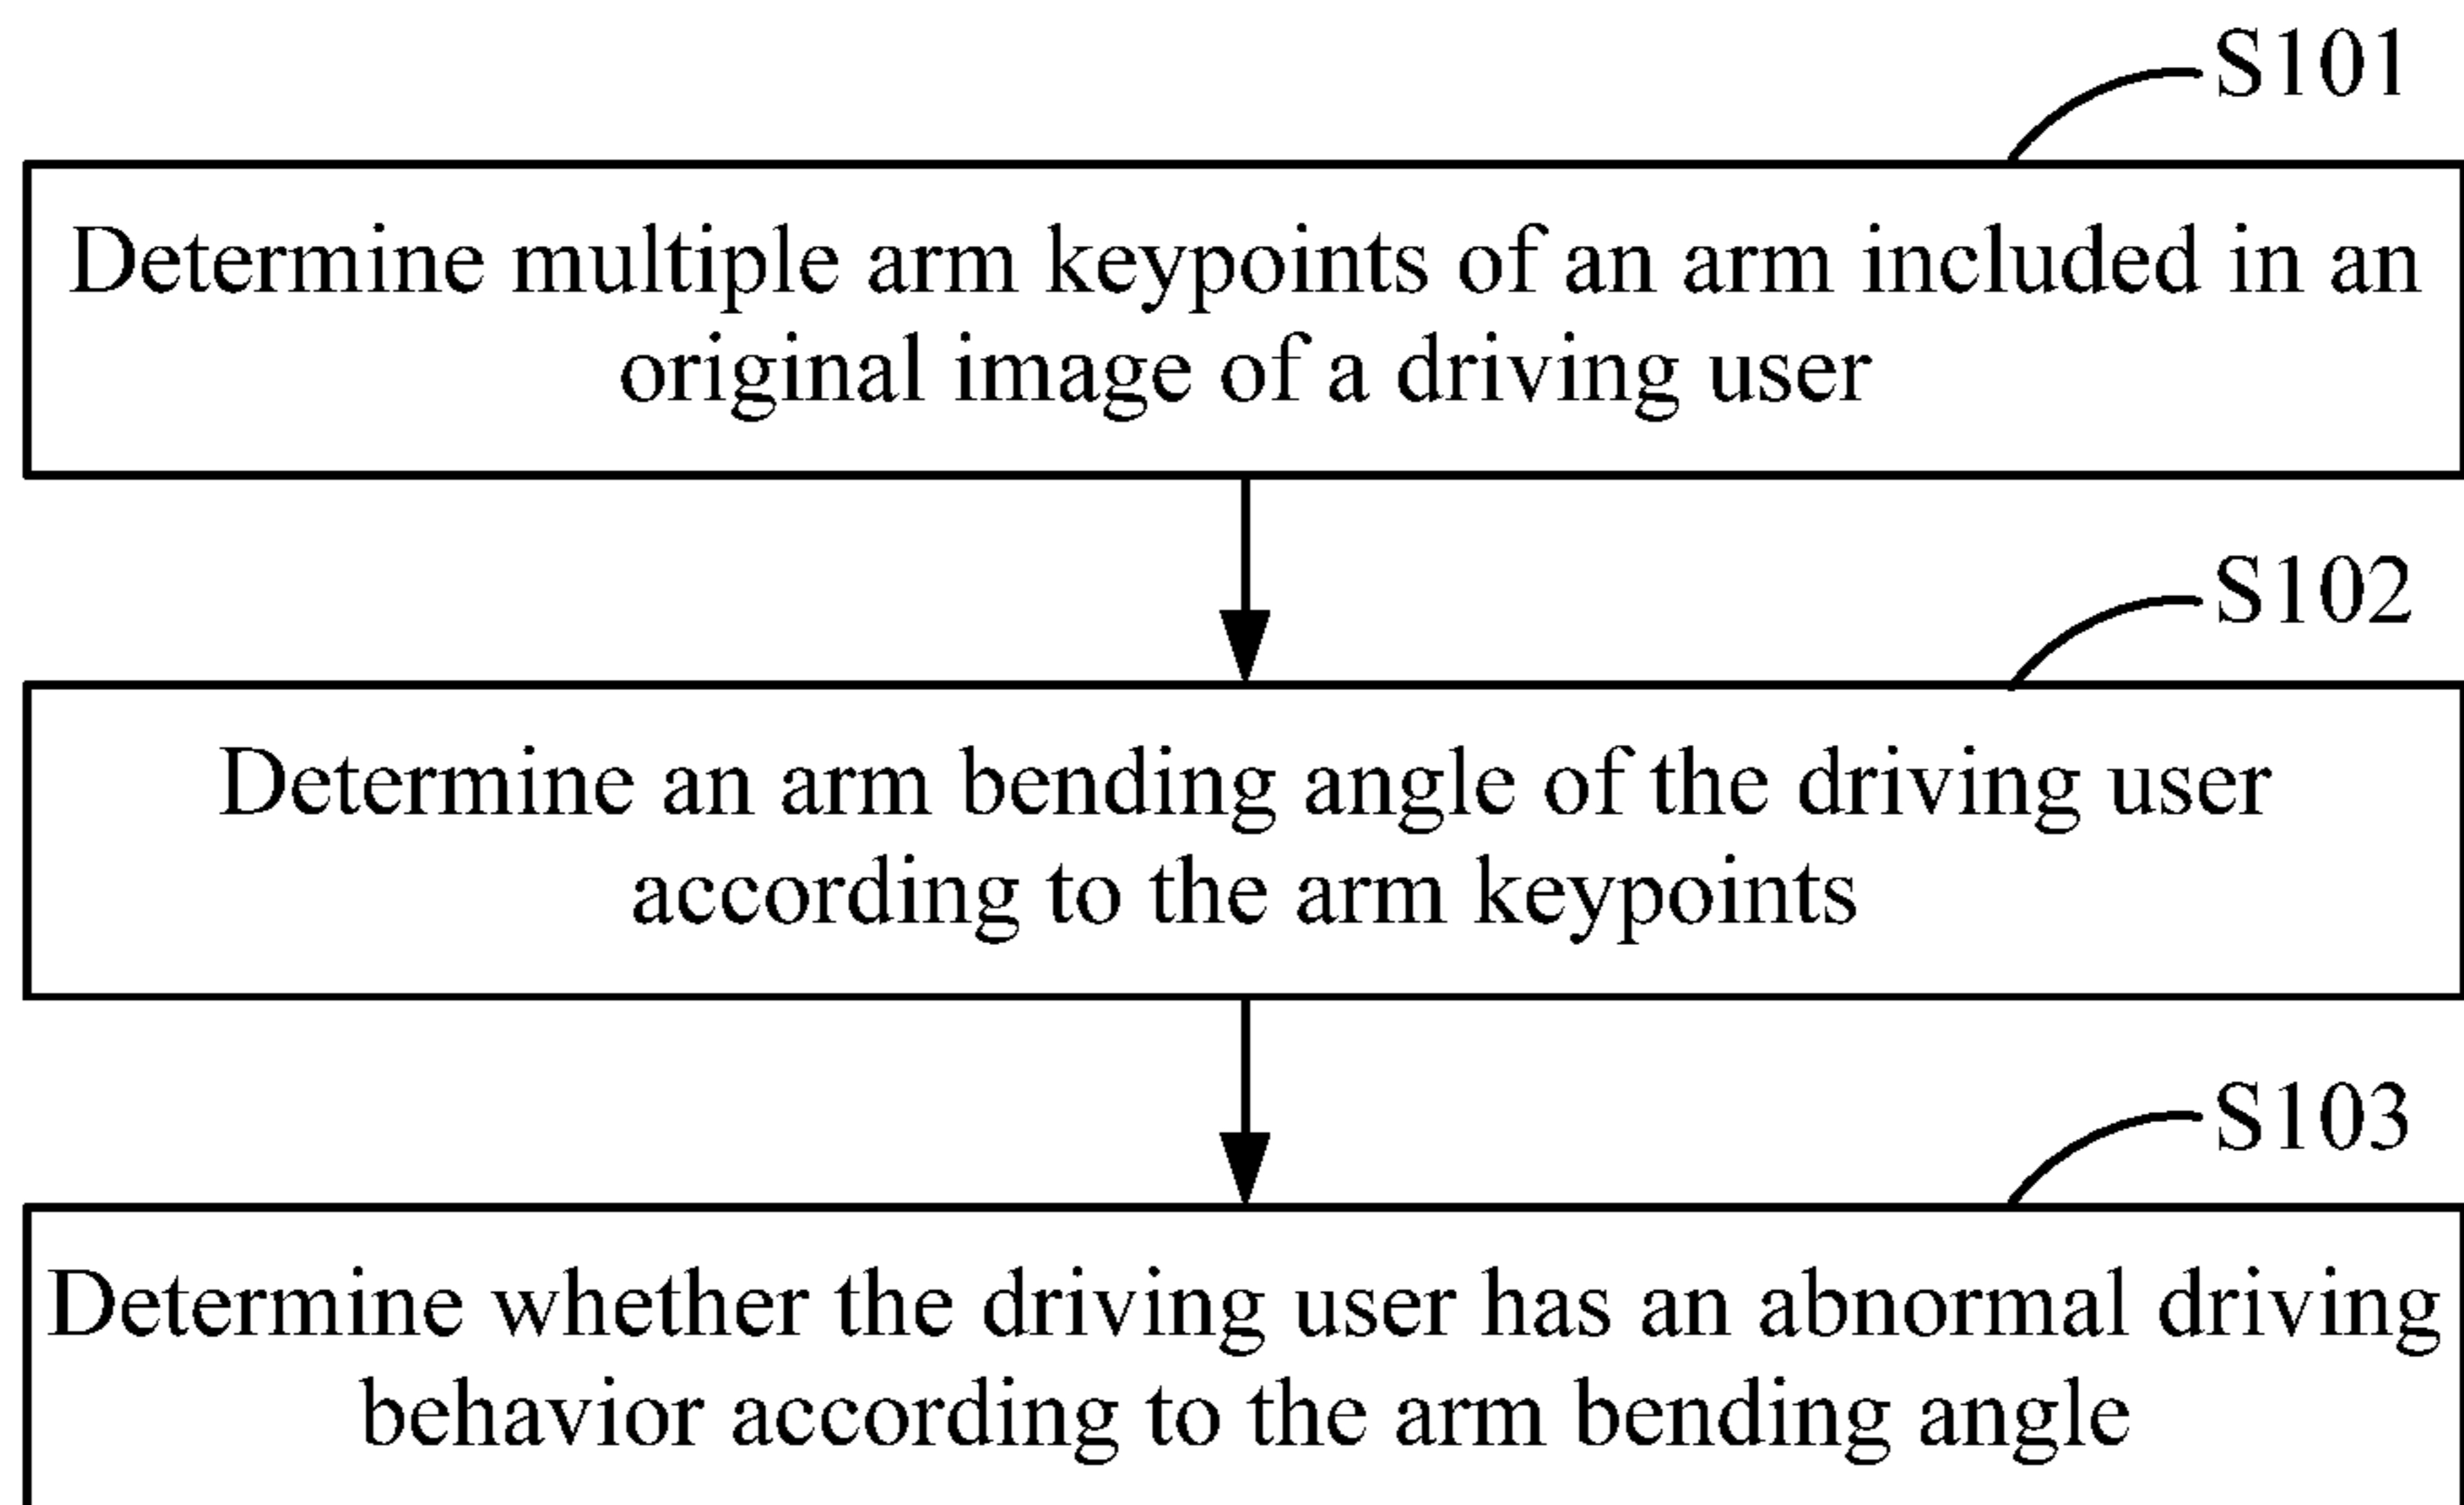 S101
Determine multiple arm keypoints of an arm included in an
original image of a driving user
S102
Determine an arm bending angle of the driving user
according to the arm keypoints
S103
Determine whether the driving user has an abnormal driving
behavior according to the arm bending angle